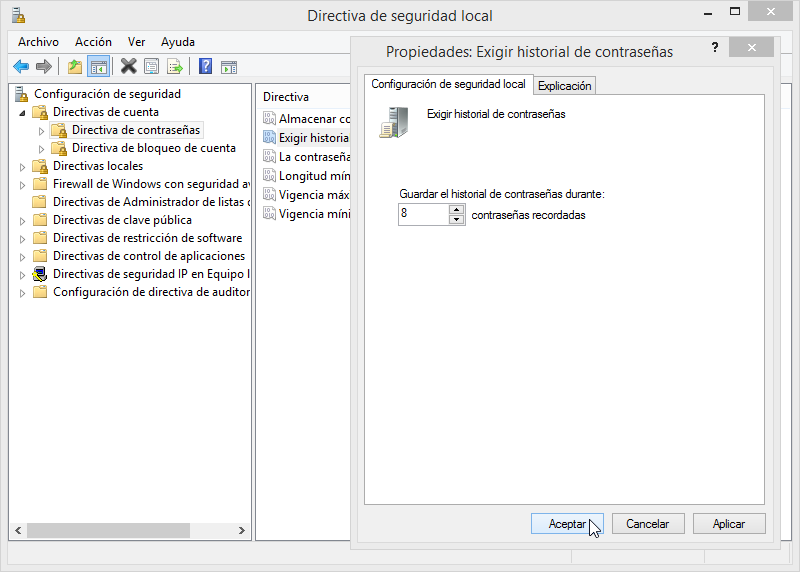 Directiva de seguridad local
Archivo Acción Ver Ayuda
Configuración de seguridad
Directivas de cuenta
Directiva de contraseñas
Directiva de bloqueo de cuenta
Directivas locales
Firewall de Windows con seguridad av
Directivas de Administrador de listas d
Directivas de clave pública
Directivas de restricción de software
Directivas de control de aplicaciones
Directivas de seguridad IP en Equipo l
Configuración de directiva de auditor
Directiva
Almacenar co
Exigir historia
La contraseña
Longitud mín
Vigencia máx
Vigencia míni
Propiedades: Exigir historial de contraseñas
?
Configuración de seguridad local Explicación
Exigir historial de contraseñas
Guardar el historial de contraseñas durante:
8 contraseñas recordadas
Aceptar Cancelar Aplicar